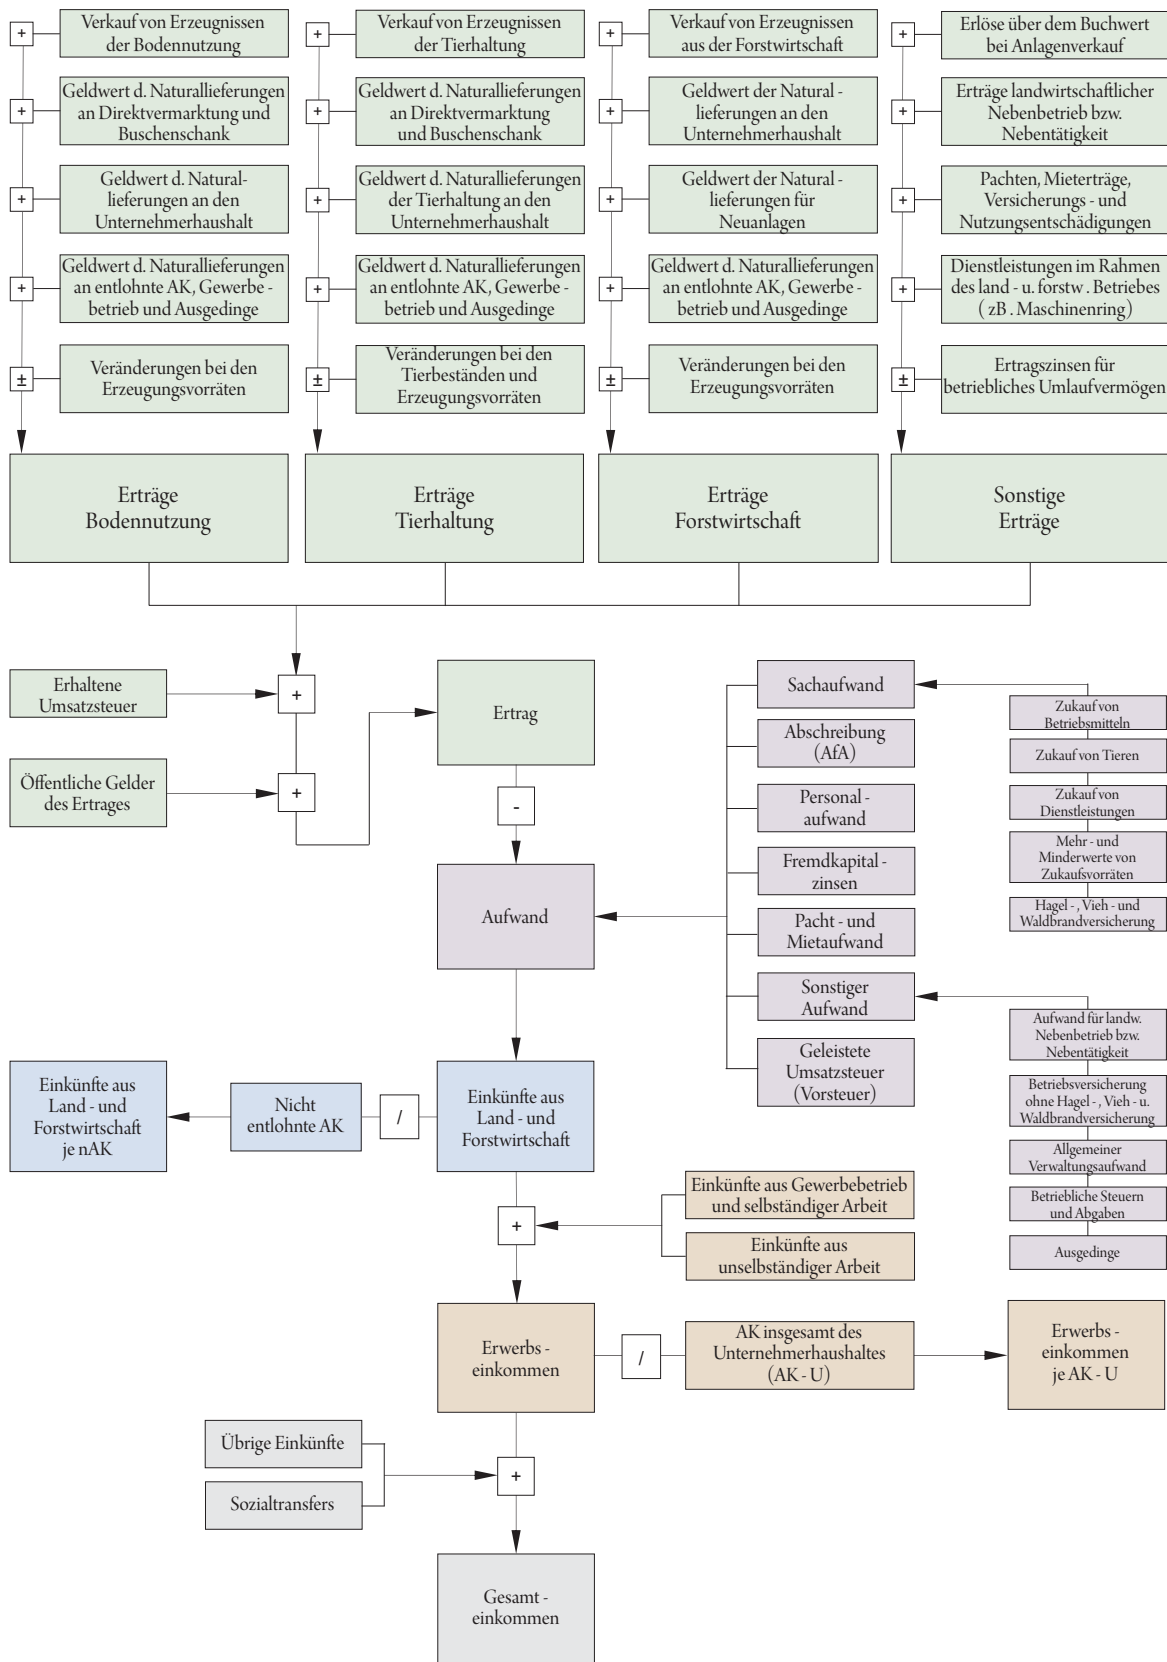 +
Verkauf von Erzeugnissen
der Bodennutzung
+
Geldwert d. Naturallieferungen
an Direktvermarktung und
Buschenschank
+
Geldwert d. Natural-
lieferungen an den
Unternehmerhaushalt
+
Geldwert d. Naturallieferungen
an entlohnte AK, Gewerbe -
betrieb und Ausgedinge
±
Veränderungen bei den
Erzeugungsvorräten
Erträge
Bodennutzung
+
Verkauf von Erzeugnissen
der Tierhaltung
+
Geldwert d. Naturallieferungen
an Direktvermarktung
und Buschenschank
+
Geldwert d. Naturallieferungen
der Tierhaltung an den
Unternehmerhaushalt
+
Geldwert d. Naturallieferungen
an entlohnte AK, Gewerbe -
betrieb und Ausgedinge
±
Veränderungen bei den
Tierbeständen und
Erzeugungsvorräten
Erträge
Tierhaltung
+
Verkauf von Erzeugnissen
aus der Forstwirtschaft
+
Geldwert der Natural -
lieferungen an den
Unternehmerhaushalt
+
Geldwert der Natural -
lieferungen für
Neuanlagen
+
Geldwert d. Naturallieferungen
an entlohnte AK, Gewerbe -
betrieb und Ausgedinge
±
Veränderungen bei den
Erzeugungsvorräten
Erträge
Forstwirtschaft
+
Erlöse über dem Buchwert
bei Anlagenverkauf
+
Erträge landwirtschaftlicher
Nebenbetrieb bzw.
Nebentätigkeit
+
Pachten, Mieterträge,
Versicherungs - und
Nutzungsentschädigungen
+
Dienstleistungen im Rahmen
des land - u. forstw . Betriebes
( zB . Maschinenring)
±
Ertragszinsen für
betriebliches Umlaufvermögen
Sonstige
Erträge
Erhaltene
Umsatzsteuer
+
Öffentliche Gelder
des Ertrages
+
Ertrag
-
Aufwand
Sachaufwand
Abschreibung
(AfA)
Personal -
aufwand
Fremdkapital -
zinsen
Pacht - und
Mietaufwand
Sonstiger
Aufwand
Geleistete
Umsatzsteuer
(Vorsteuer)
Zukauf von
Betriebsmitteln
Zukauf von Tieren
Zukauf von
Dienstleistungen
Mehr - und
Minderwerte von
Zukaufsvorräten
Hagel - , Vieh - und
Waldbrandversicherung
Aufwand für landw.
Nebenbetrieb bzw.
Nebentätigkeit
Betriebsversicherung
ohne Hagel - , Vieh - u.
Waldbrandversicherung
Allgemeiner
Verwaltungsaufwand
Betriebliche Steuern
und Abgaben
Ausgedinge
Einkünfte aus
Land - und
Forstwirtschaft
je nAK
Nicht
entlohnte AK
/
Einkünfte aus
Land - und
Forstwirtschaft
+
Einkünfte aus Gewerbebetrieb
und selbständiger Arbeit
Einkünfte aus
unselbständiger Arbeit
Erwerbs -
einkommen
/
AK insgesamt des
Unternehmerhaushaltes
(AK - U)
Erwerbs -
einkommen
je AK - U
Übrige Einkünfte
Sozialtransfers
+
Gesamt -
einkommen